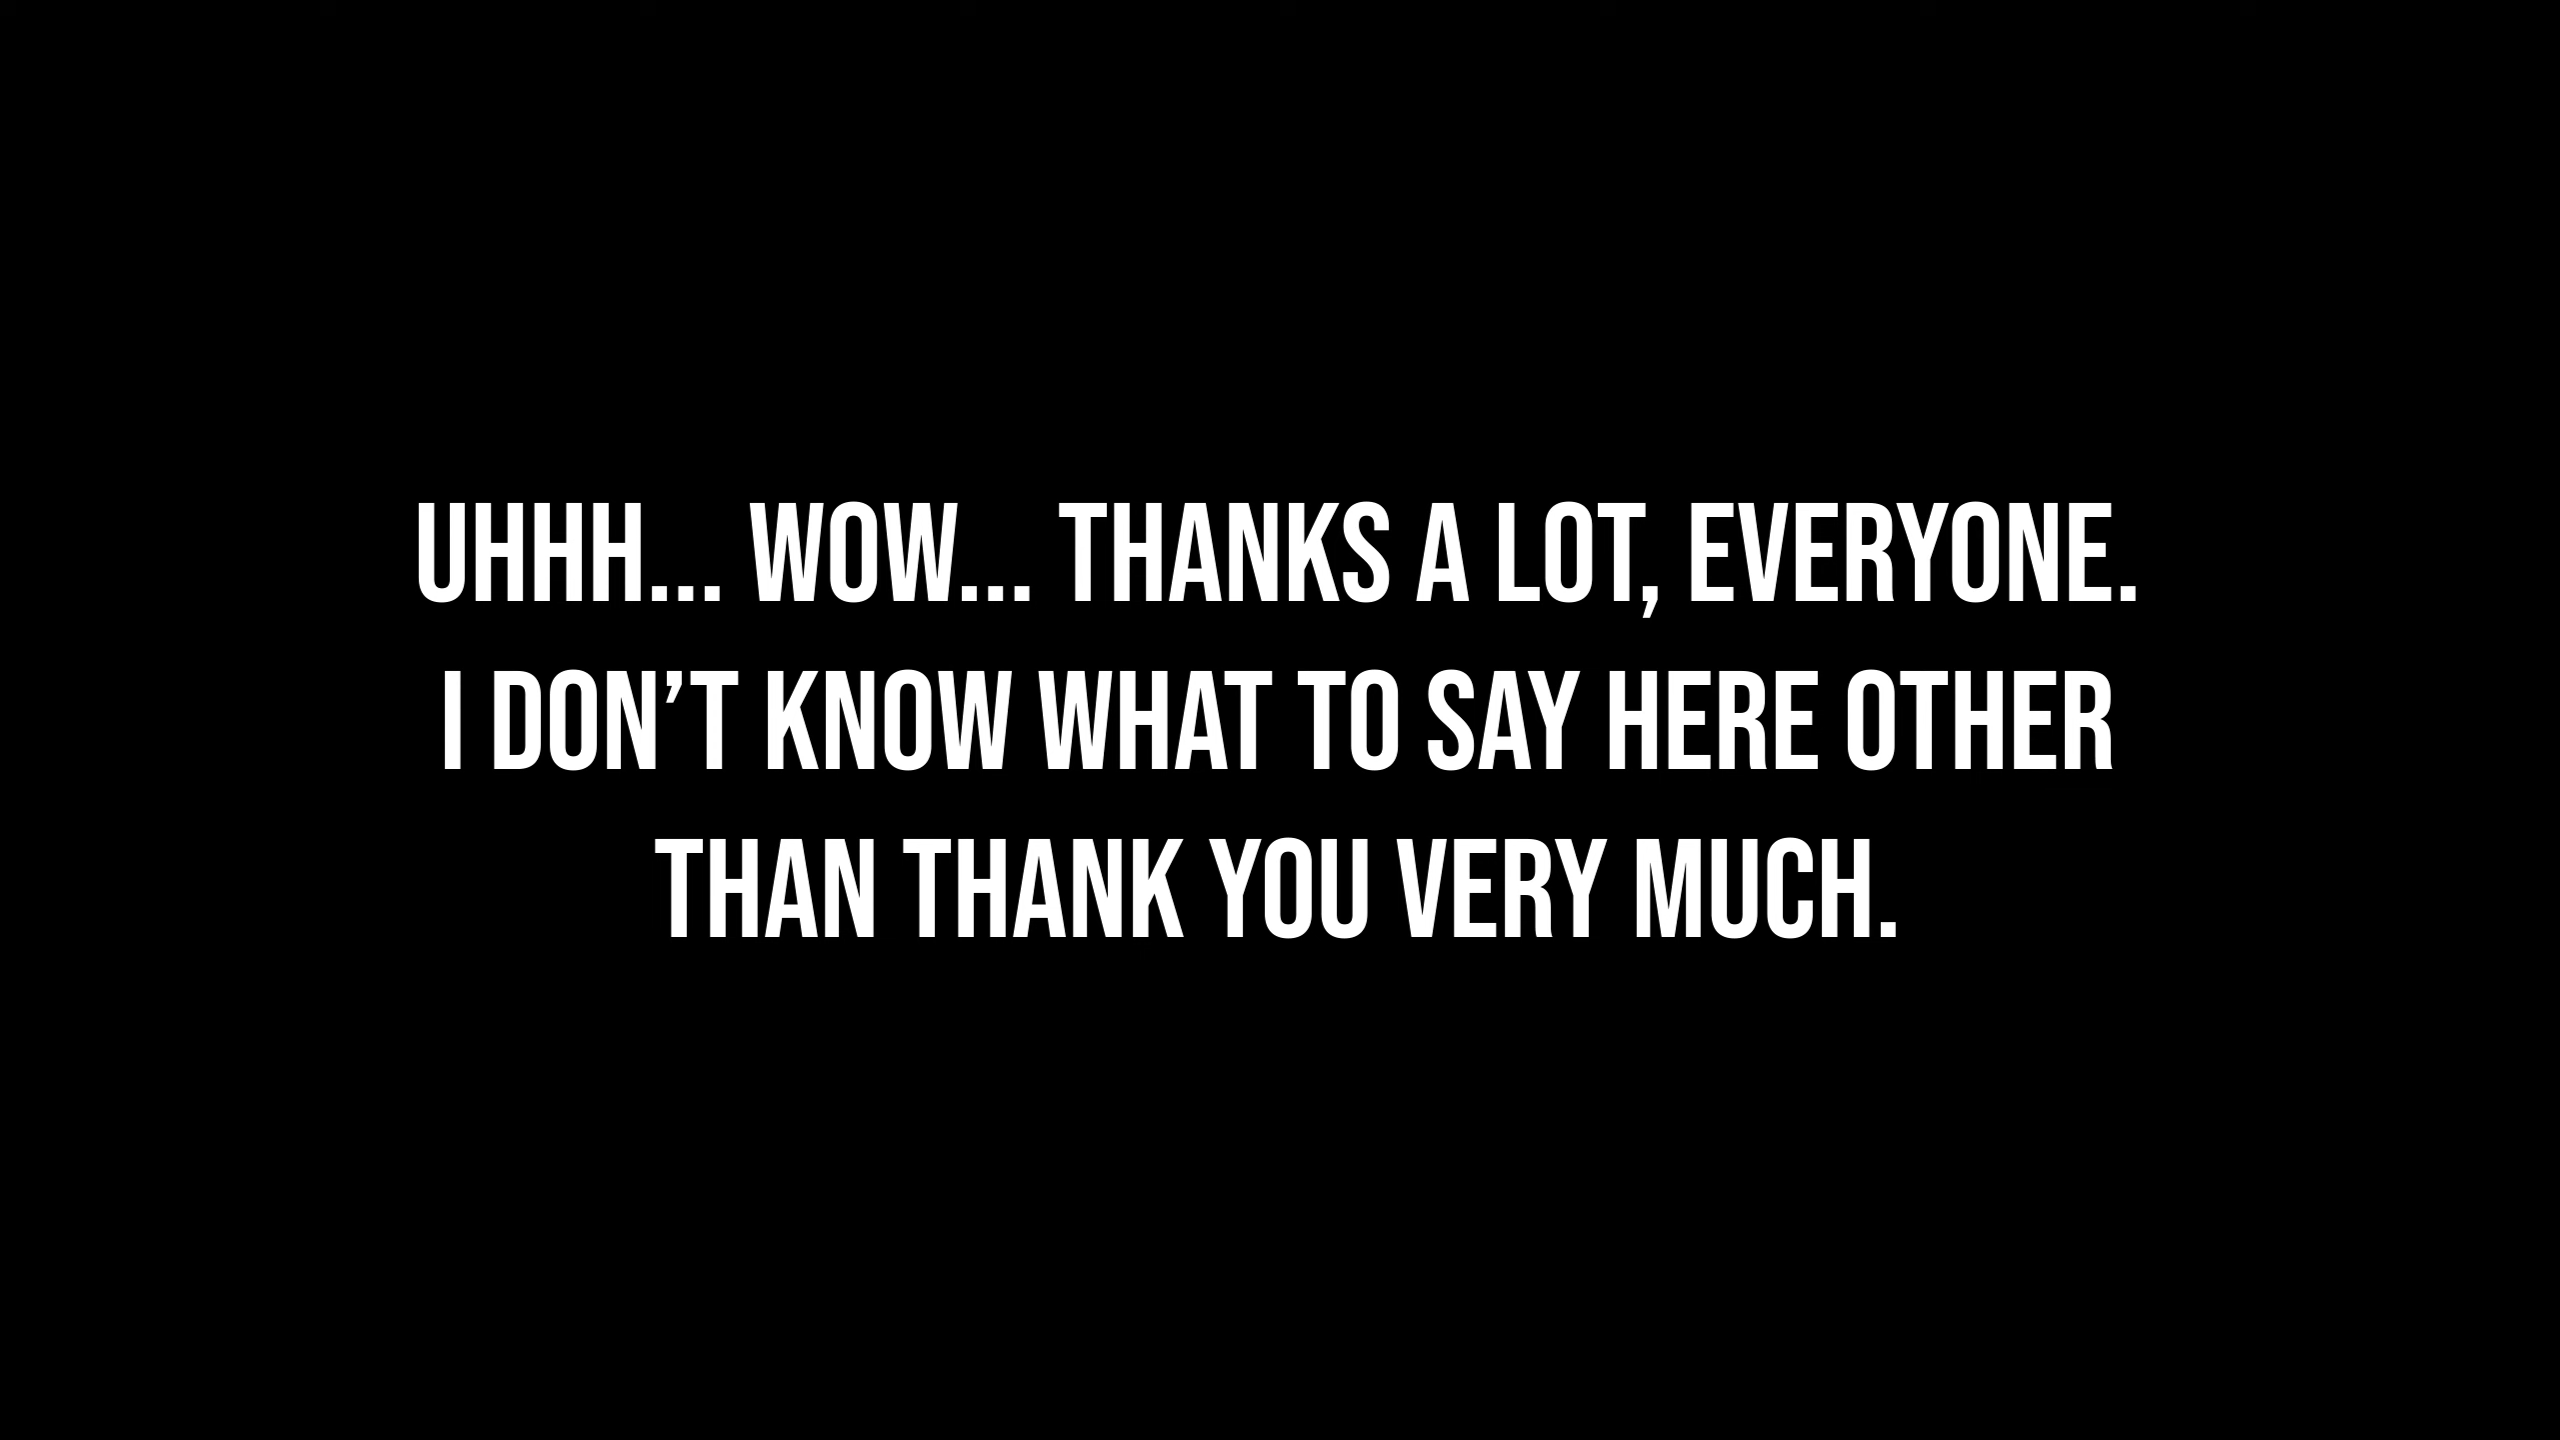 UHHH... WOW... THANKS A LOT, EVERYONE.
I DON’T KNOW WHAT TO SAY HERE OTHER
THAN THANK YOU VERY MUCH.